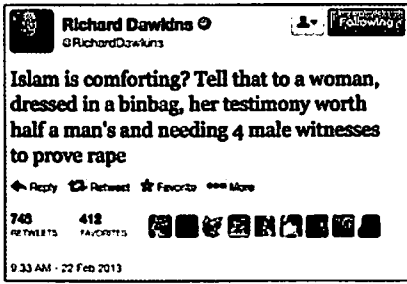 Richard Dawkins
@RichardDawkins
Following
Islam is comforting? Tell that to a woman,
dressed in a binbag, her testimony worth
half a man's and needing 4 male witnesses
to prove rape
Reply Retweet Favorite More
743 412
RETWEETS FAVORITES
9:33 AM - 22 Feb 2013